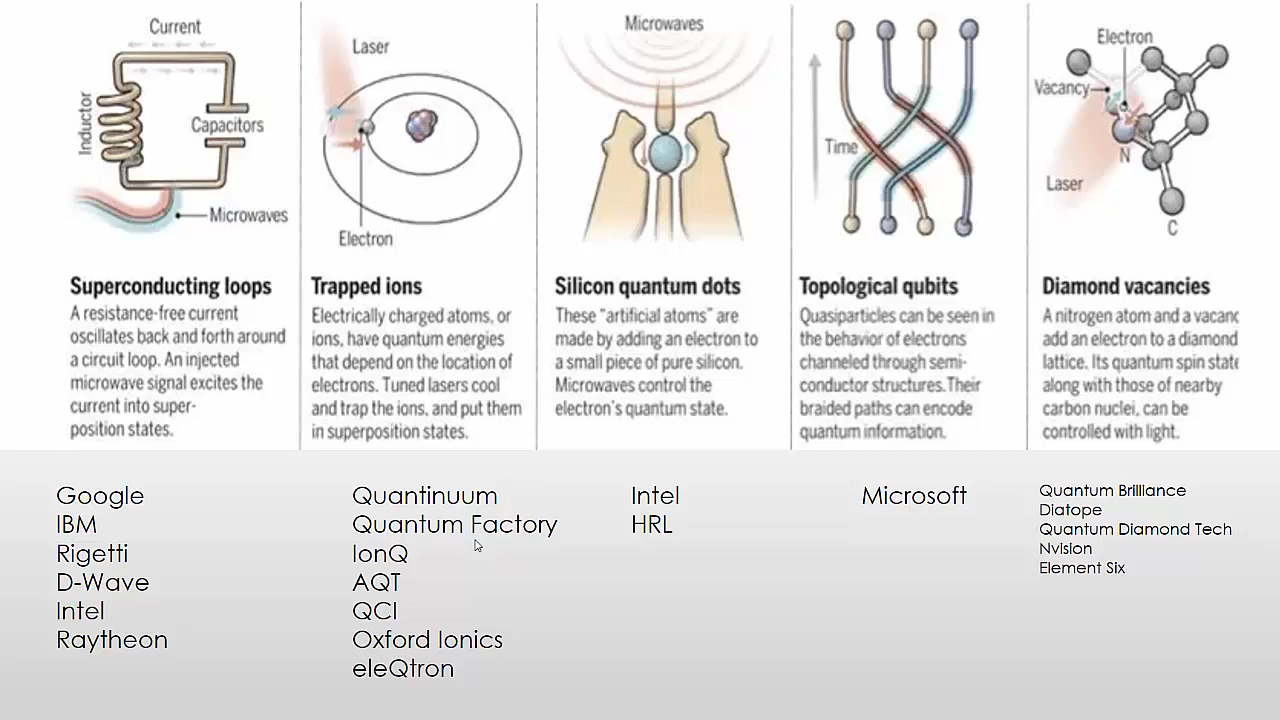 Current
Inductor
Capacitors
Microwaves
Superconducting loops
A resistance-free current
oscillates back and forth around
a circuit loop. An injected
microwave signal excites the
current into super-
position states.
Laser
Electron
Trapped ions
Electrically charged atoms, or
ions, have quantum energies
that depend on the location of
electrons. Tuned lasers cool
and trap the ions, and put them
in superposition states.
Microwaves
Silicon quantum dots
These “artificial atoms” are
made by adding an electron to
a small piece of pure silicon.
Microwaves control the
electron’s quantum state.
Time
Topological qubits
Quasiparticles can be seen in
the behavior of electrons
channeled through semi-
conductor structures. Their
braided paths can encode
quantum information.
Electron
Vacancy
N
Laser
C
Diamond vacancies
A nitrogen atom and a vacanc
add an electron to a diamond
lattice. Its quantum spin state
along with those of nearby
carbon nuclei, can be
controlled with light.
Google
IBM
Rigetti
D-Wave
Intel
Raytheon
Quantinuum
Quantum Factory
IonQ
AQT
QCI
Oxford Ionics
eleQtron
Intel
HRL
Microsoft
Quantum Brilliance
Diatope
Quantum Diamond Tech
Nvision
Element Six